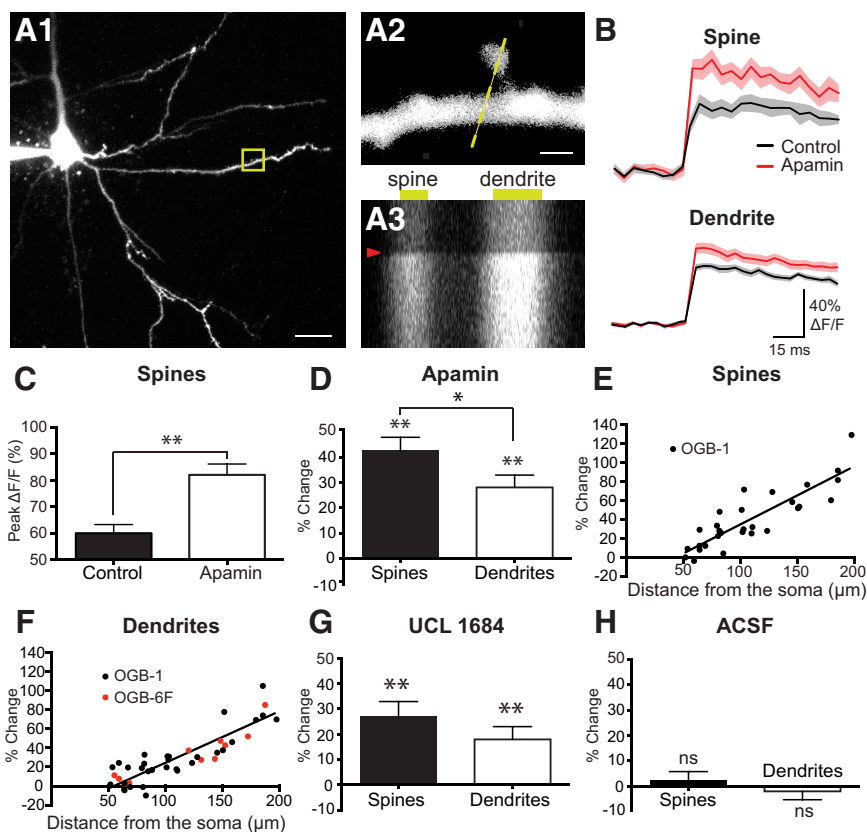 A1
A2
spine dendrite
A3
B
Spine
Control
Apamin
Dendrite
40%
ΔF/F
15 ms
C Spines
Peak ΔF/F (%)
100
90
80
70
60
50
**
Control Apamin
D Apamin
% Change
50
40
30
20
10
0
-10
*
**
**
Spines Dendrites
E Spines
% Change
140
120
100
80
60
40
20
0
-20
OGB-1
0 50 100 150 200
Distance from the soma (µm)
F Dendrites
% Change
140
120
100
80
60
40
20
0
-20
OGB-1
OGB-6F
0 50 100 150 200
Distance from the soma (µm)
G UCL 1684
% Change
50
40
30
20
10
0
-10
**
**
Spines Dendrites
H ACSF
% Change
50
40
30
20
10
0
-10
ns
Dendrites
Spines
ns